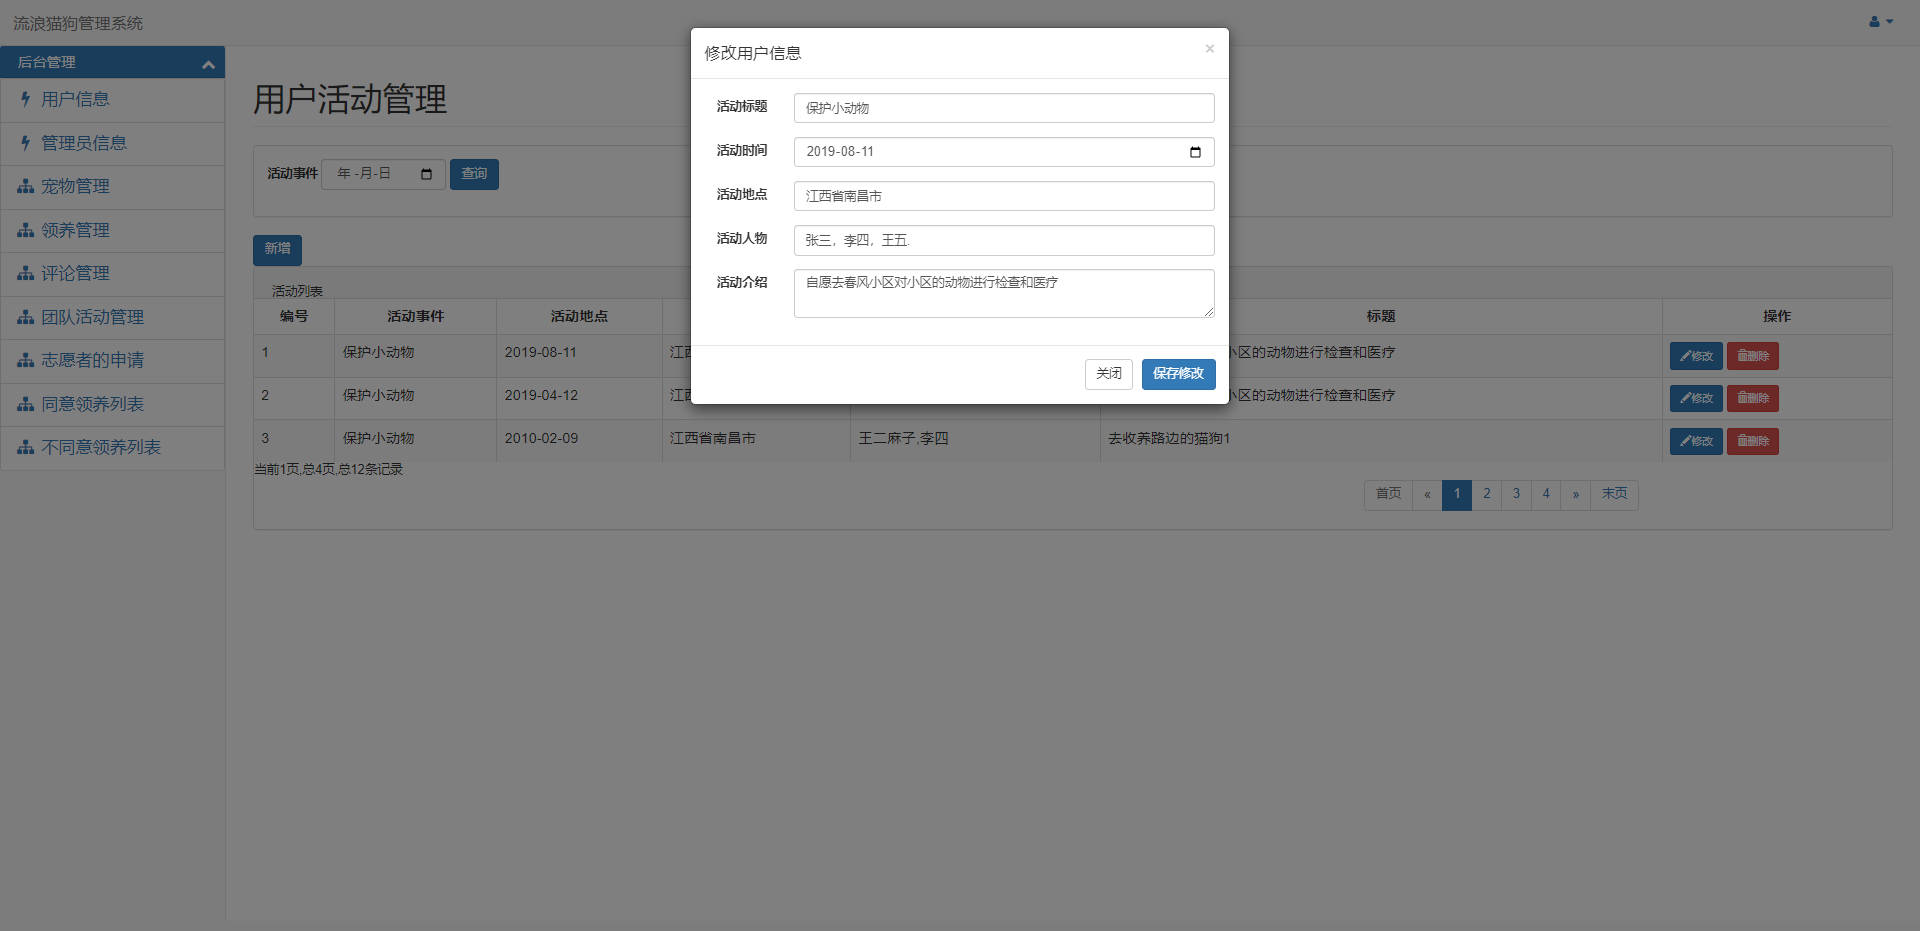 流浪猫狗管理系统
后台管理
用户信息
管理员信息
宠物管理
领养管理
评论管理
团队活动管理
志愿者的申请
同意领养列表
不同意领养列表
用户活动管理
活动事件 年 -月-日 查询
新增
活动列表
编号 活动事件 活动地点 标题 操作
1 保护小动物 2019-08-11 江西 小区的动物进行检查和医疗 修改 删除
2 保护小动物 2019-04-12 江西 小区的动物进行检查和医疗 修改 删除
3 保护小动物 2010-02-09 江西省南昌市 王二麻子,李四 去收养路边的猫狗1 修改 删除
当前1页,总4页,总12条记录
首页 « 1 2 3 4 » 末页
修改用户信息 ×
活动标题 保护小动物
活动时间 2019-08-11
活动地点 江西省南昌市
活动人物 张三，李四，王五.
活动介绍 自愿去春风小区对小区的动物进行检查和医疗
关闭 保存修改